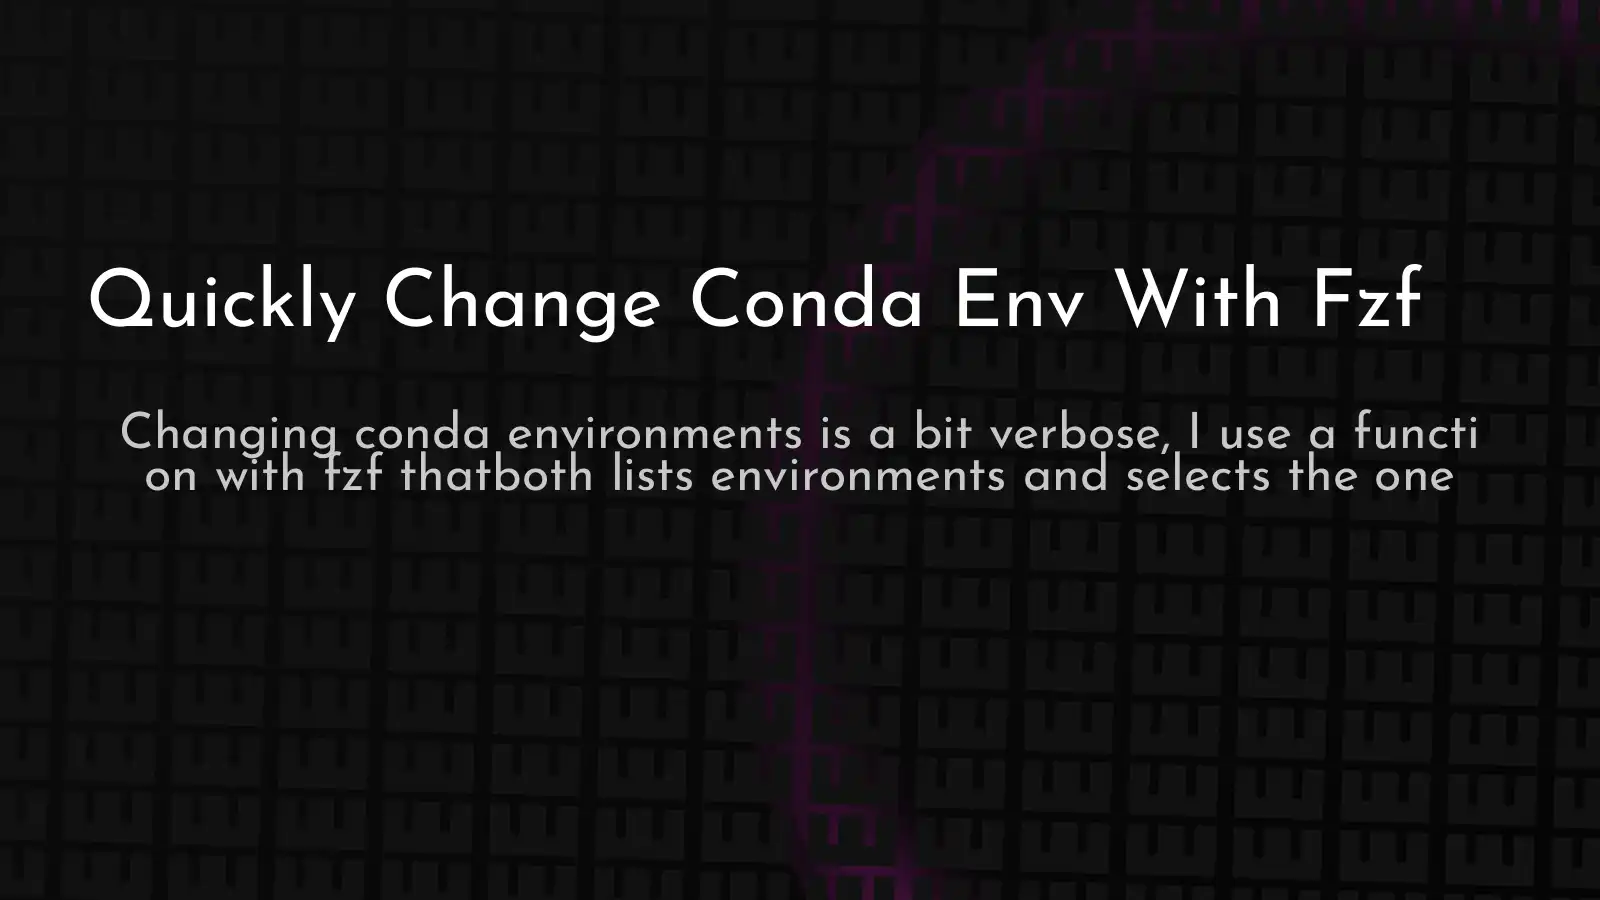 Quickly Change Conda Env With Fzf
Changing conda environments is a bit verbose, I use a functi
on with fzf thatboth lists environments and selects the one